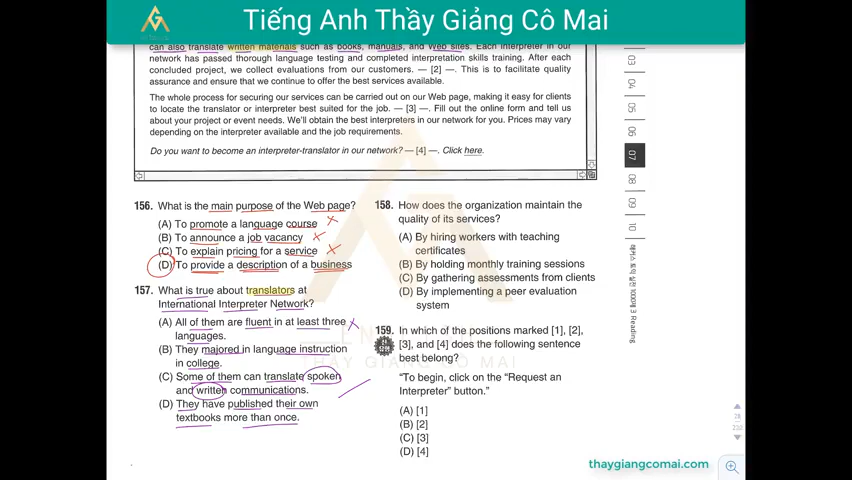 Tiếng Anh Thầy Giảng Cô Mai
can also translate written materials such as books, manuals, and Web sites. Each interpreter in our
network has passed thorough language testing and completed interpretation skills training. After each
concluded project, we collect evaluations from our customers. — [2] —. This is to facilitate quality
assurance and ensure that we continue to offer the best services available.
The whole process for securing our services can be carried out on our Web page, making it easy for clients
to locate the translator or interpreter best suited for the job. — [3] —. Fill out the online form and tell us
about your project or event needs. We'll obtain the best interpreters in our network for you. Prices may vary
depending on the interpreter available and the job requirements.
Do you want to become an interpreter-translator in our network? — [4] —. Click here.
156. What is the main purpose of the Web page?
(A) To promote a language course
(B) To announce a job vacancy
(C) To explain pricing for a service
(D) To provide a description of a business
157. What is true about translators at
International Interpreter Network?
(A) All of them are fluent in at least three
languages.
(B) They majored in language instruction
in college.
(C) Some of them can translate spoken
and written communications.
(D) They have published their own
textbooks more than once.
158. How does the organization maintain the
quality of its services?
(A) By hiring workers with teaching
certificates
(B) By holding monthly training sessions
(C) By gathering assessments from clients
(D) By implementing a peer evaluation
system
159. In which of the positions marked [1], [2],
[3], and [4] does the following sentence
best belong?
"To begin, click on the "Request an
Interpreter" button."
(A) [1]
(B) [2]
(C) [3]
(D) [4]
03
04
05
06
07
08
09
10
THAY GIANG CO MAI
thaygiangcomai.com